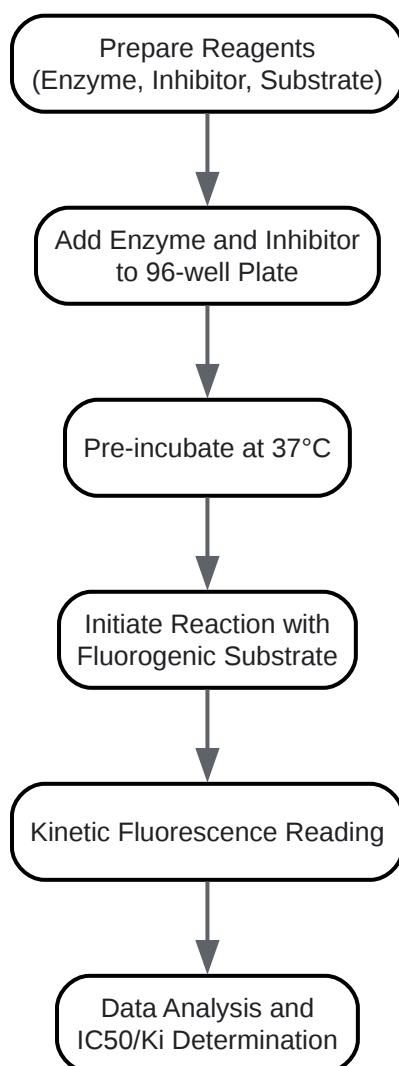 Prepare Reagents
(Enzyme, Inhibitor, Substrate)
Add Enzyme and Inhibitor
to 96-well Plate
Pre-incubate at 37°C
Initiate Reaction with
Fluorogenic Substrate
Kinetic Fluorescence Reading
Data Analysis and
IC50/Ki Determination